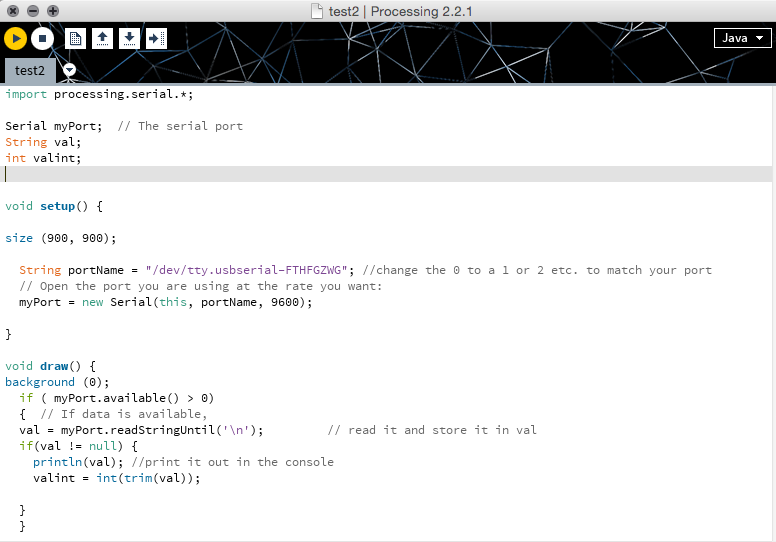 test2 | Processing 2.2.1
Java
test2
import processing.serial.*;
Serial myPort;  // The serial port
String val;
int valint;
void setup() {
size (900, 900);
String portName = "/dev/tty.usbserial-FTHFGZWG"; //change the 0 to a 1 or 2 etc. to match your port
// Open the port you are using at the rate you want:
myPort = new Serial(this, portName, 9600);
}
void draw() {
background (0);
if ( myPort.available() > 0)
{  // If data is available,
val = myPort.readStringUntil('\n');         // read it and store it in val
if(val != null) {
println(val); //print it out in the console
valint = int(trim(val));
}
}